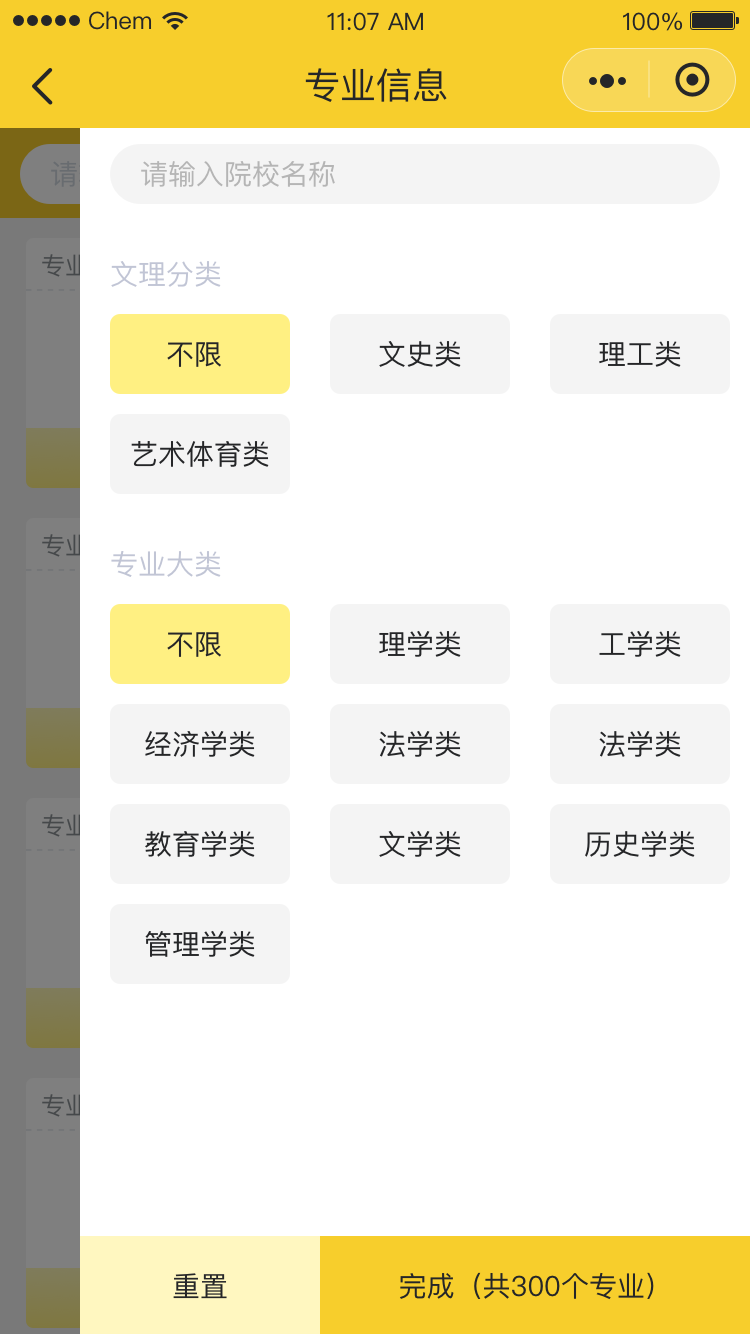 Chem 11:07 AM 100%
专业信息
请 请输入院校名称
专业
文理分类
不限 文史类 理工类
艺术体育类
专业
专业大类
不限 理学类 工学类
经济学类 法学类 法学类
专业
教育学类 文学类 历史学类
管理学类
专业
重置 完成（共300个专业）